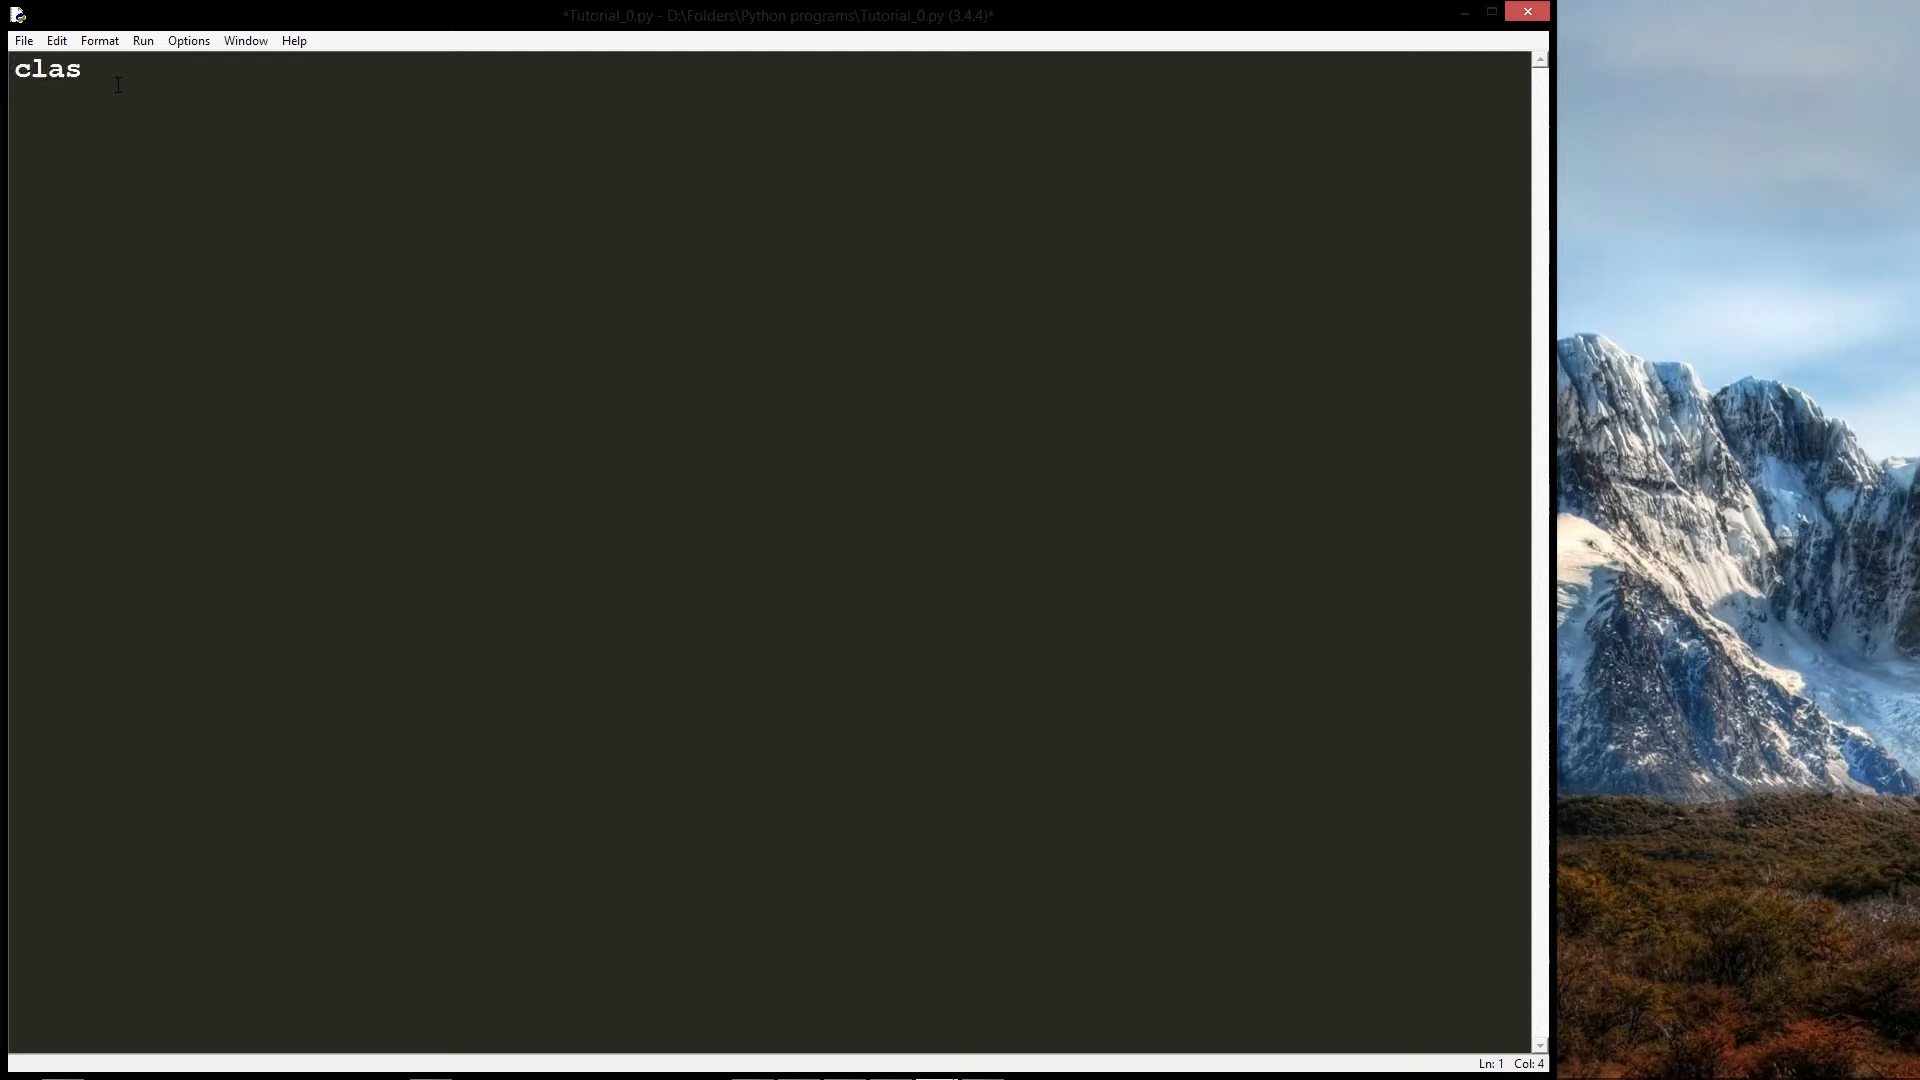 *Tutorial_0.py - D:\Folders\Python programs\Tutorial_0.py (3.4.4)*
File Edit Format Run Options Window Help
clas
Ln: 1 Col: 4